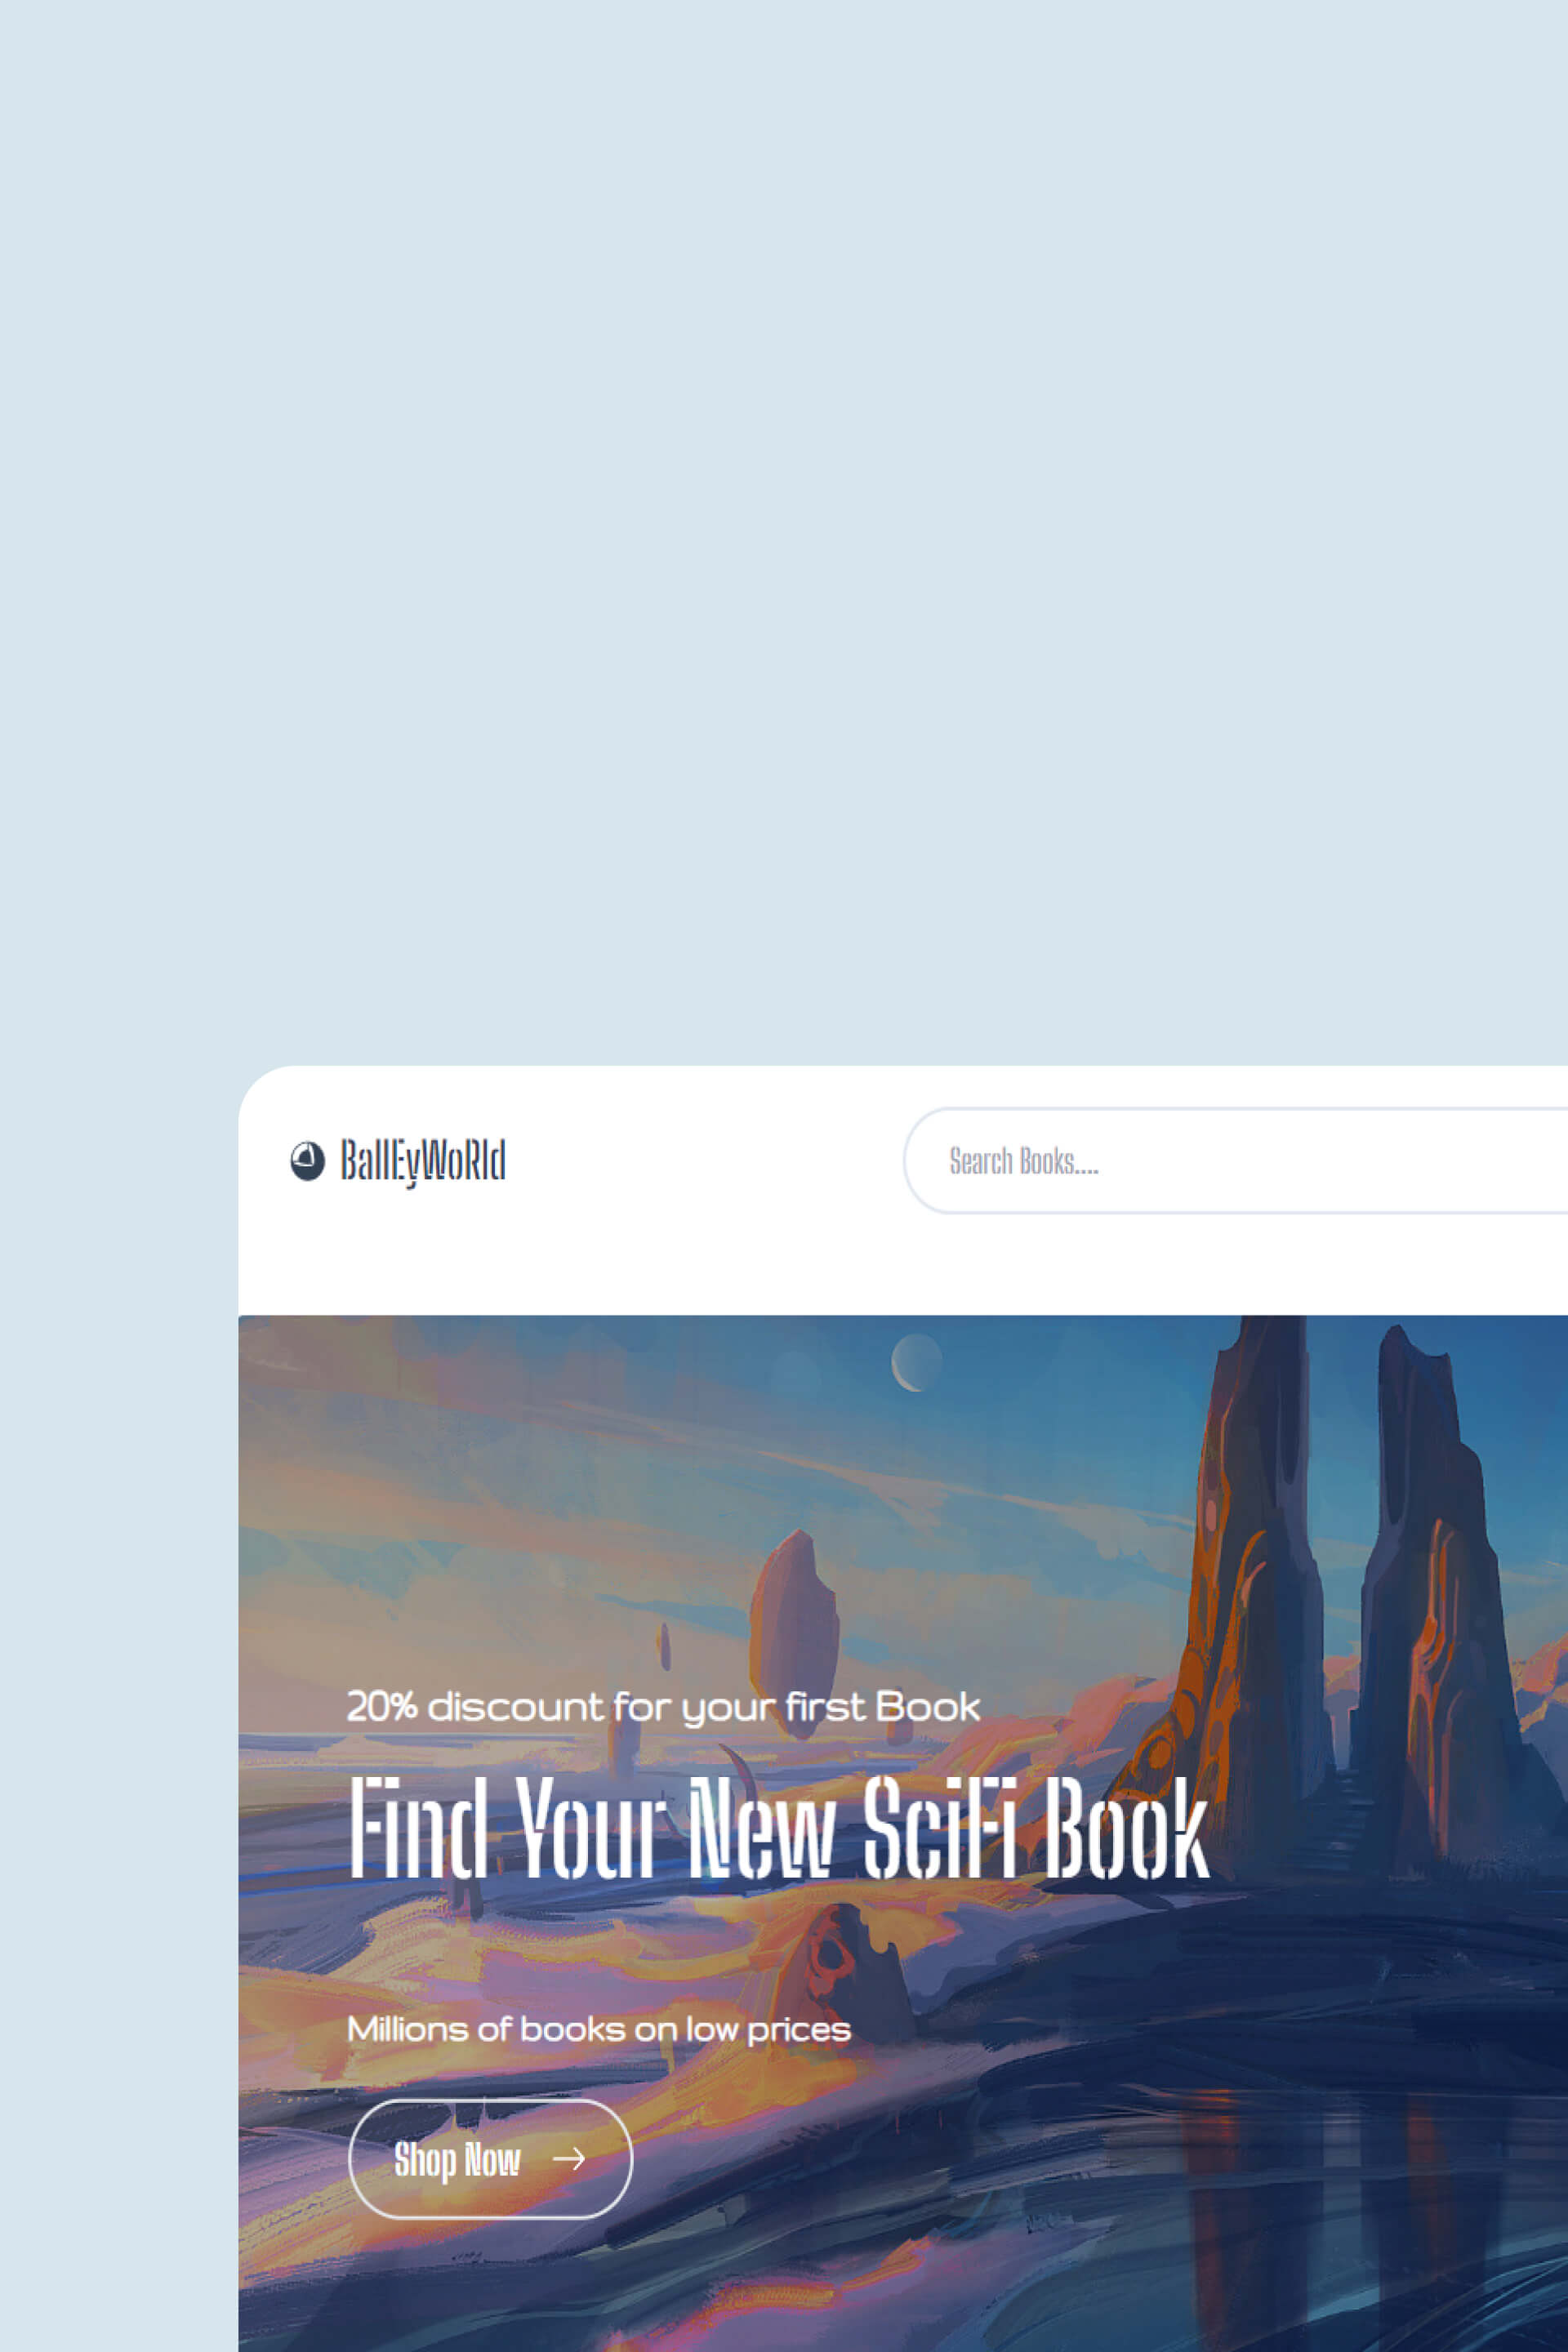 BallEyWoRld
Search Books....
20% discount for your first Book
Find Your New SciFi Book
Millions of books on low prices
Shop Now